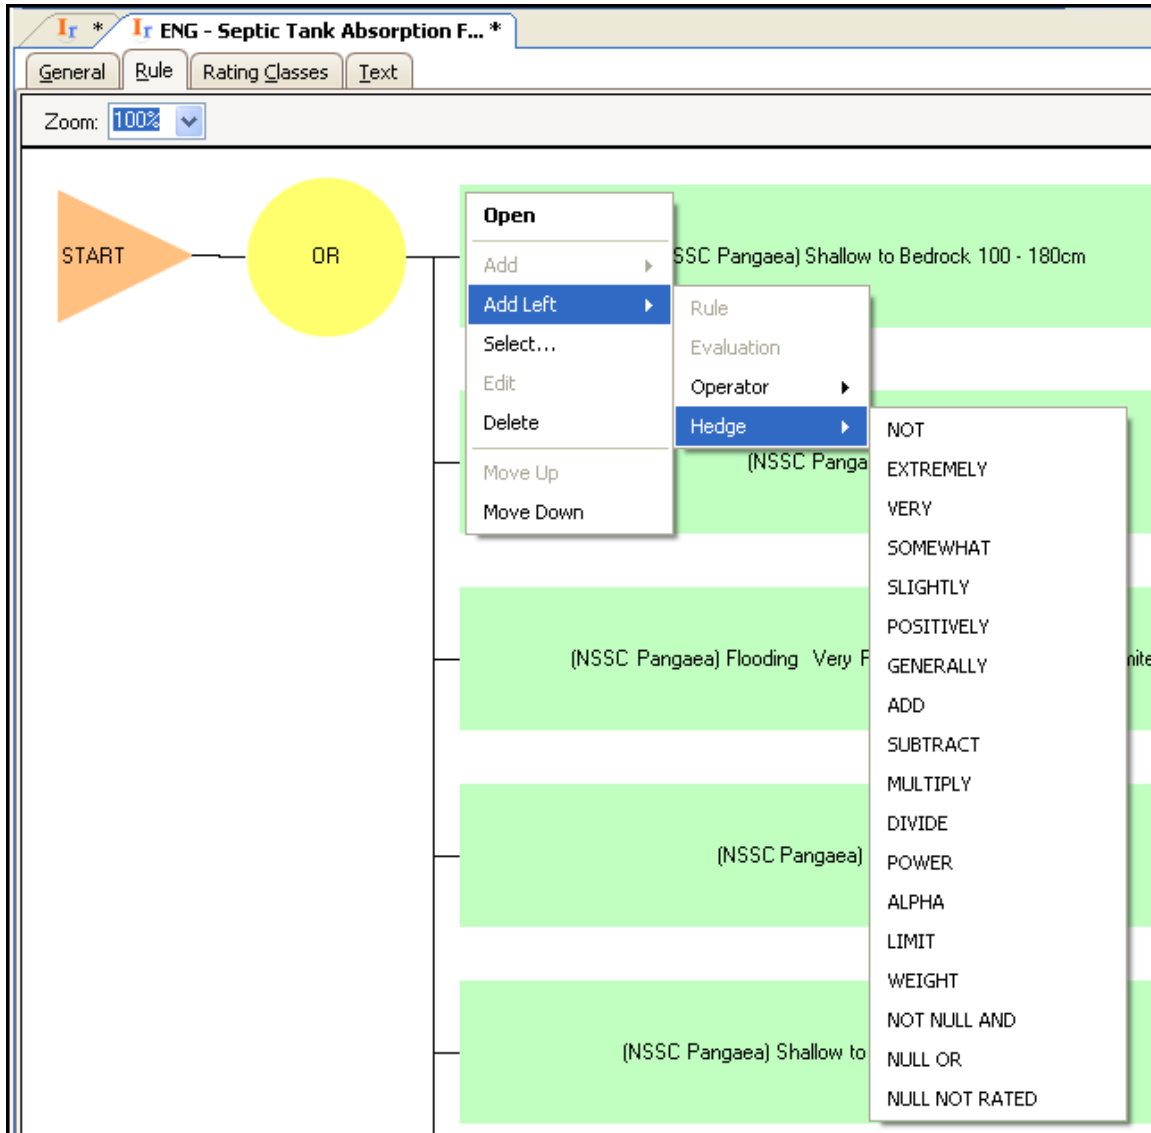 Ir *
Ir ENG - Septic Tank Absorption F... *
General Rule Rating Classes Text
Zoom: 100%
START
OR
SSC Pangaea) Shallow to Bedrock 100 - 180cm
Open
Add
Add Left
Select...
Edit
Delete
Move Up
Move Down
Rule
Evaluation
Operator
Hedge
NOT
EXTREMELY
VERY
SOMEWHAT
SLIGHTLY
POSITIVELY
GENERALLY
ADD
SUBTRACT
MULTIPLY
DIVIDE
POWER
ALPHA
LIMIT
WEIGHT
NOT NULL AND
NULL OR
NULL NOT RATED
(NSSC Panga
(NSSC Pangaea) Flooding Very F
(NSSC Pangaea)
(NSSC Pangaea) Shallow to